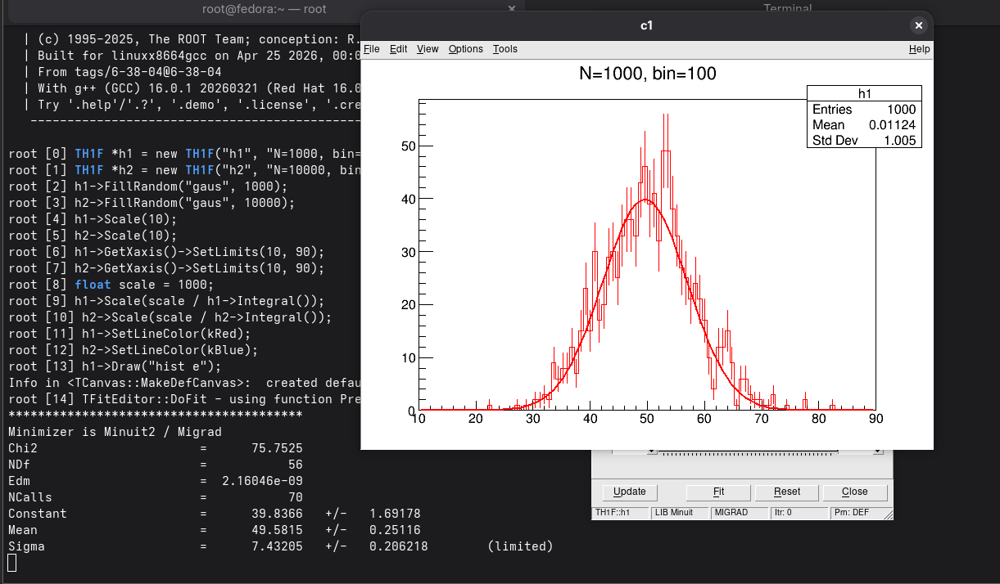 root@fedora:~ — root
Terminal
| (c) 1995-2025, The ROOT Team; conception: R.
| Built for linuxx8664gcc on Apr 25 2026, 00:0
| From tags/6-38-04@6-38-04
| With g++ (GCC) 16.0.1 20260321 (Red Hat 16.0
| Try '.help'/'.?', '.demo', '.license', '.cre
------------------------------------------------
root [0] TH1F *h1 = new TH1F("h1", "N=1000, bin=
root [1] TH1F *h2 = new TH1F("h2", "N=10000, bin
root [2] h1->FillRandom("gaus", 1000);
root [3] h2->FillRandom("gaus", 10000);
root [4] h1->Scale(10);
root [5] h2->Scale(10);
root [6] h1->GetXaxis()->SetLimits(10, 90);
root [7] h2->GetXaxis()->SetLimits(10, 90);
root [8] float scale = 1000;
root [9] h1->Scale(scale / h1->Integral());
root [10] h2->Scale(scale / h2->Integral());
root [11] h1->SetLineColor(kRed);
root [12] h2->SetLineColor(kBlue);
root [13] h1->Draw("hist e");
Info in <TCanvas::MakeDefCanvas>:  created defau
root [14] TFitEditor::DoFit - using function Pre
****************************************
Minimizer is Minuit2 / Migrad
Chi2 = 75.7525
NDf = 56
Edm = 2.16046e-09
NCalls = 70
Constant = 39.8366 +/- 1.69178
Mean = 49.5815 +/- 0.25116
Sigma = 7.43205 +/- 0.206218 (limited)
c1
File Edit View Options Tools Help
N=1000, bin=100
h1
Entries 1000
Mean 0.01124
Std Dev 1.005
50
40
30
20
10
0
10 20 30 40 50 60 70 80 90
Update Fit Reset Close
TH1F::h1 LIB Minuit MIGRAD Itr: 0 Prn: DEF